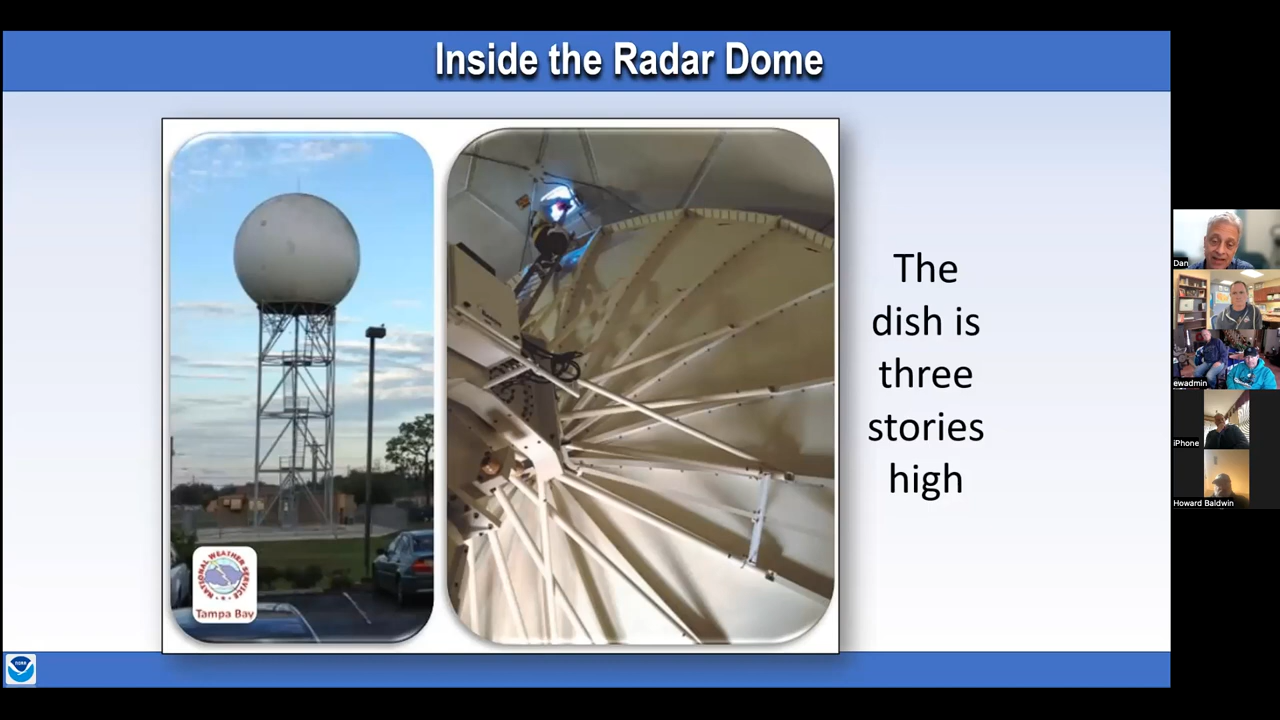 Inside the Radar Dome
The
dish is
three
stories
high
NATIONAL WEATHER SERVICE
Tampa Bay
Dan
ewadmin
iPhone
Howard Baldwin